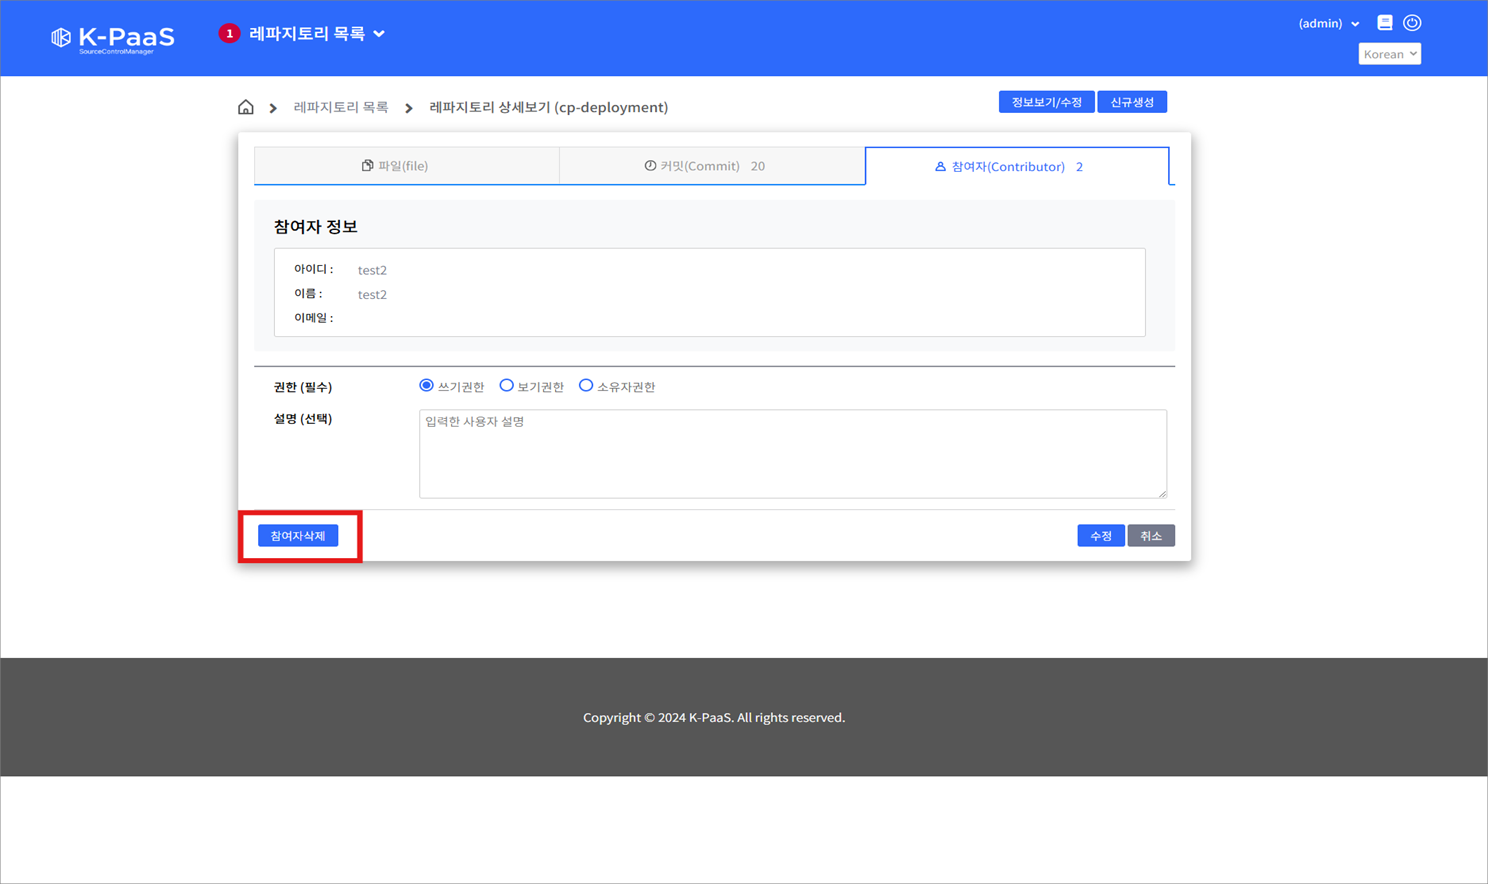 K-PaaS
SourceControlManager
1 레파지토리 목록
(admin)
Korean
레파지토리 목록 레파지토리 상세보기 (cp-deployment)
정보보기/수정 신규생성
파일(file) 커밋(Commit) 20 참여자(Contributor) 2
참여자 정보
아이디 : test2
이름 : test2
이메일 :
권한 (필수) 쓰기권한 보기권한 소유자권한
설명 (선택) 입력한 사용자 설명
참여자삭제 수정 취소
Copyright © 2024 K-PaaS. All rights reserved.